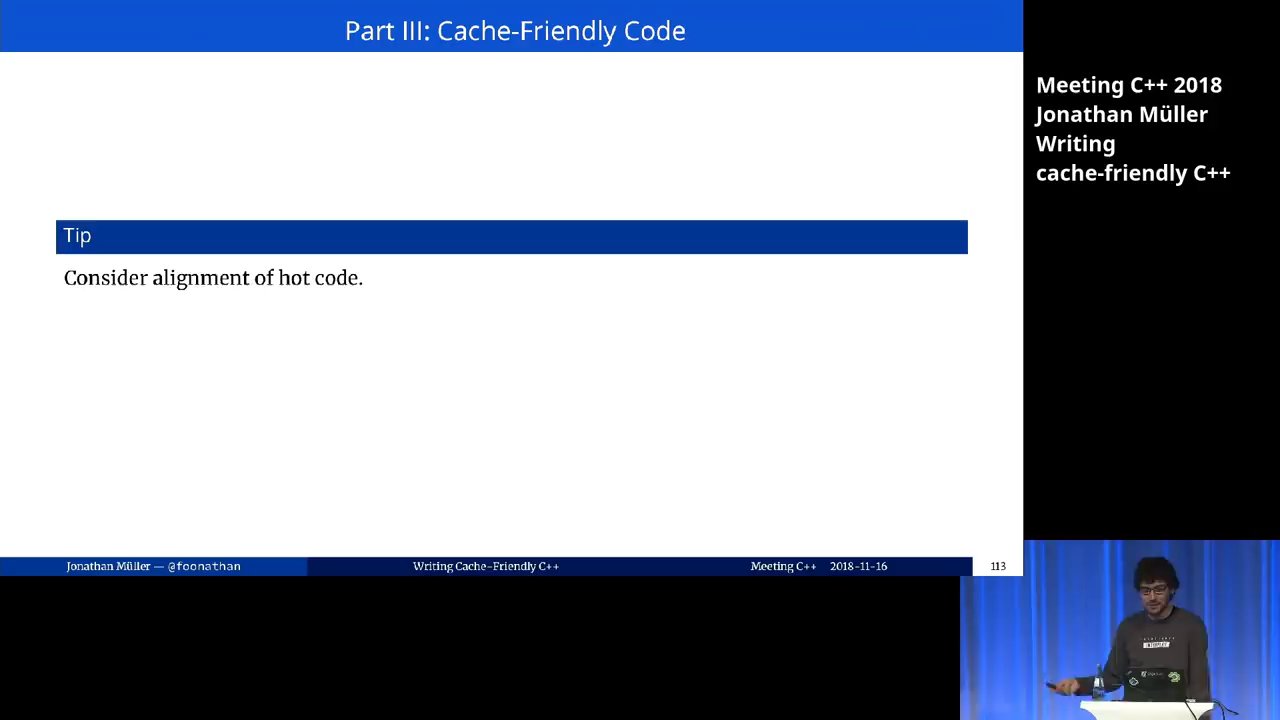 Part III: Cache-Friendly Code
Tip
Consider alignment of hot code.
Jonathan Müller — @foonathan
Writing Cache-Friendly C++
Meeting C++ 2018-11-16
113
Meeting C++ 2018
Jonathan Müller
Writing
cache-friendly C++